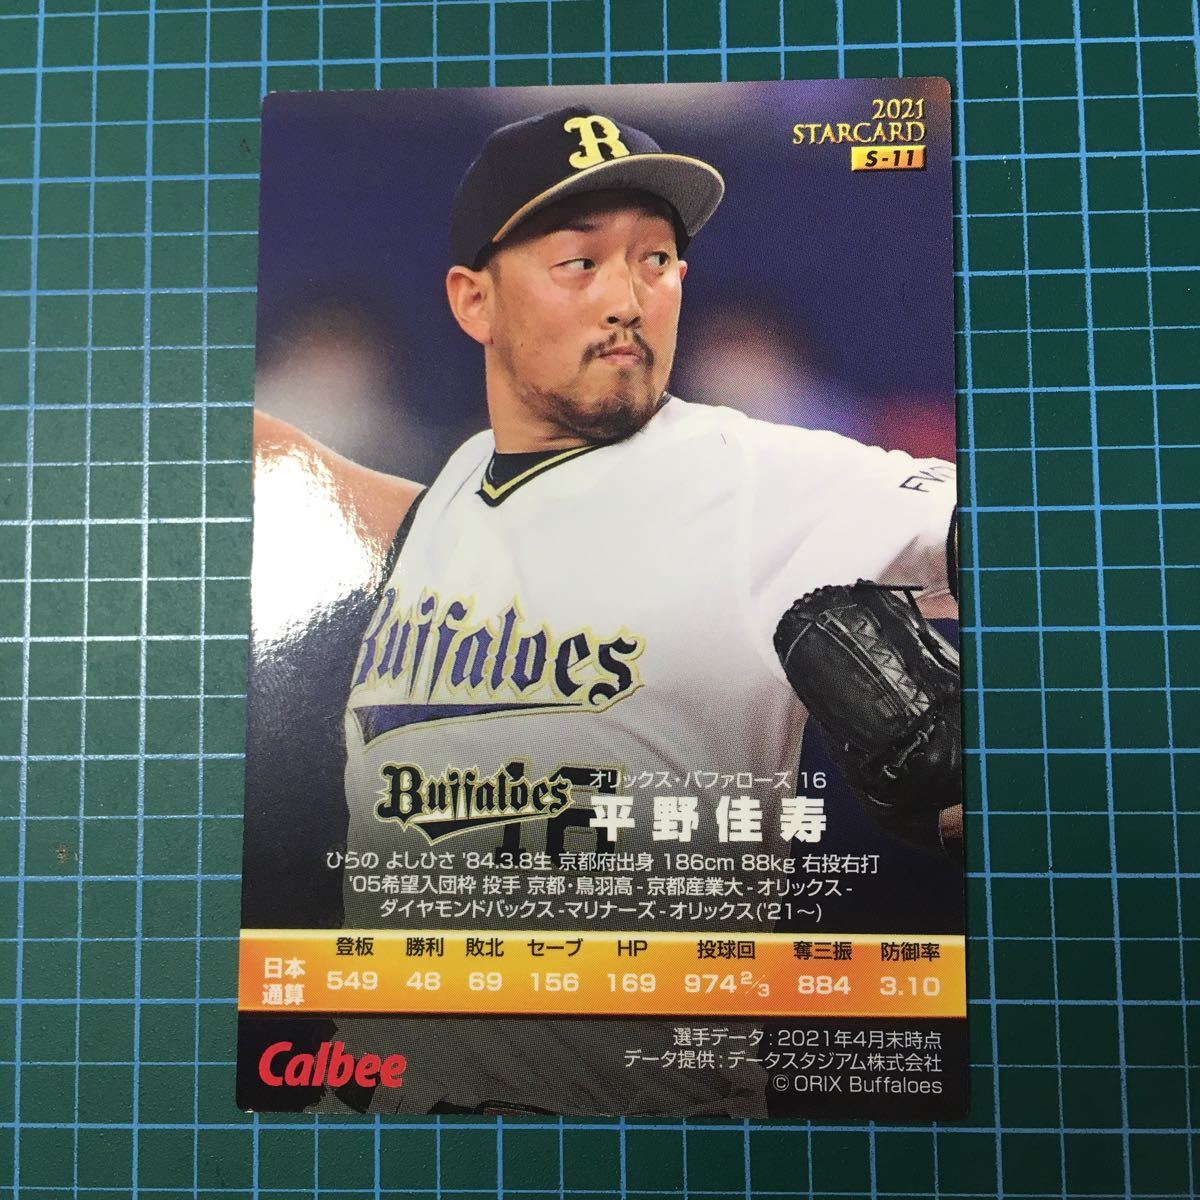 B
2021
STARCARD
S-11
Buffaloes
オリックス・バファローズ 16
Buffaloes
平野佳寿
ひらの よしひさ '84.3.8生 京都府出身 186cm 88kg 右投右打
'05希望入団枠 投手 京都・鳥羽高-京都産業大-オリックス-
ダイヤモンドバックス-マリナーズ-オリックス('21〜)
登板 勝利 敗北 セーブ HP 投球回 奪三振 防御率
日本通算 549 48 69 156 169 974 2/3 884 3.10
Calbee
選手データ:2021年4月末時点
データ提供:データスタジアム株式会社
© ORIX Buffaloes